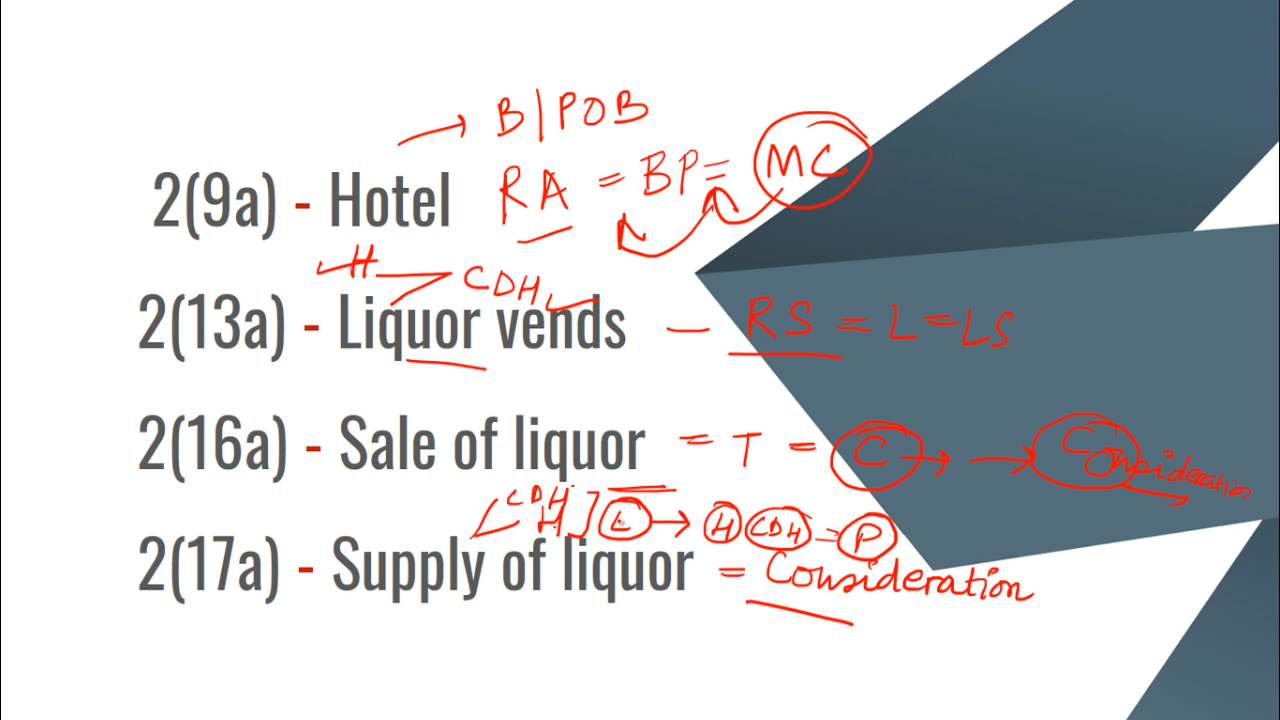 → B | POB
2(9a) - Hotel RA = BP = MC
H CDH
2(13a) - Liquor vends — RS = L = LS
2(16a) - Sale of liquor = T = C → → Consideration
[CDH H] L → H CDH = P
2(17a) - Supply of liquor = Consideration